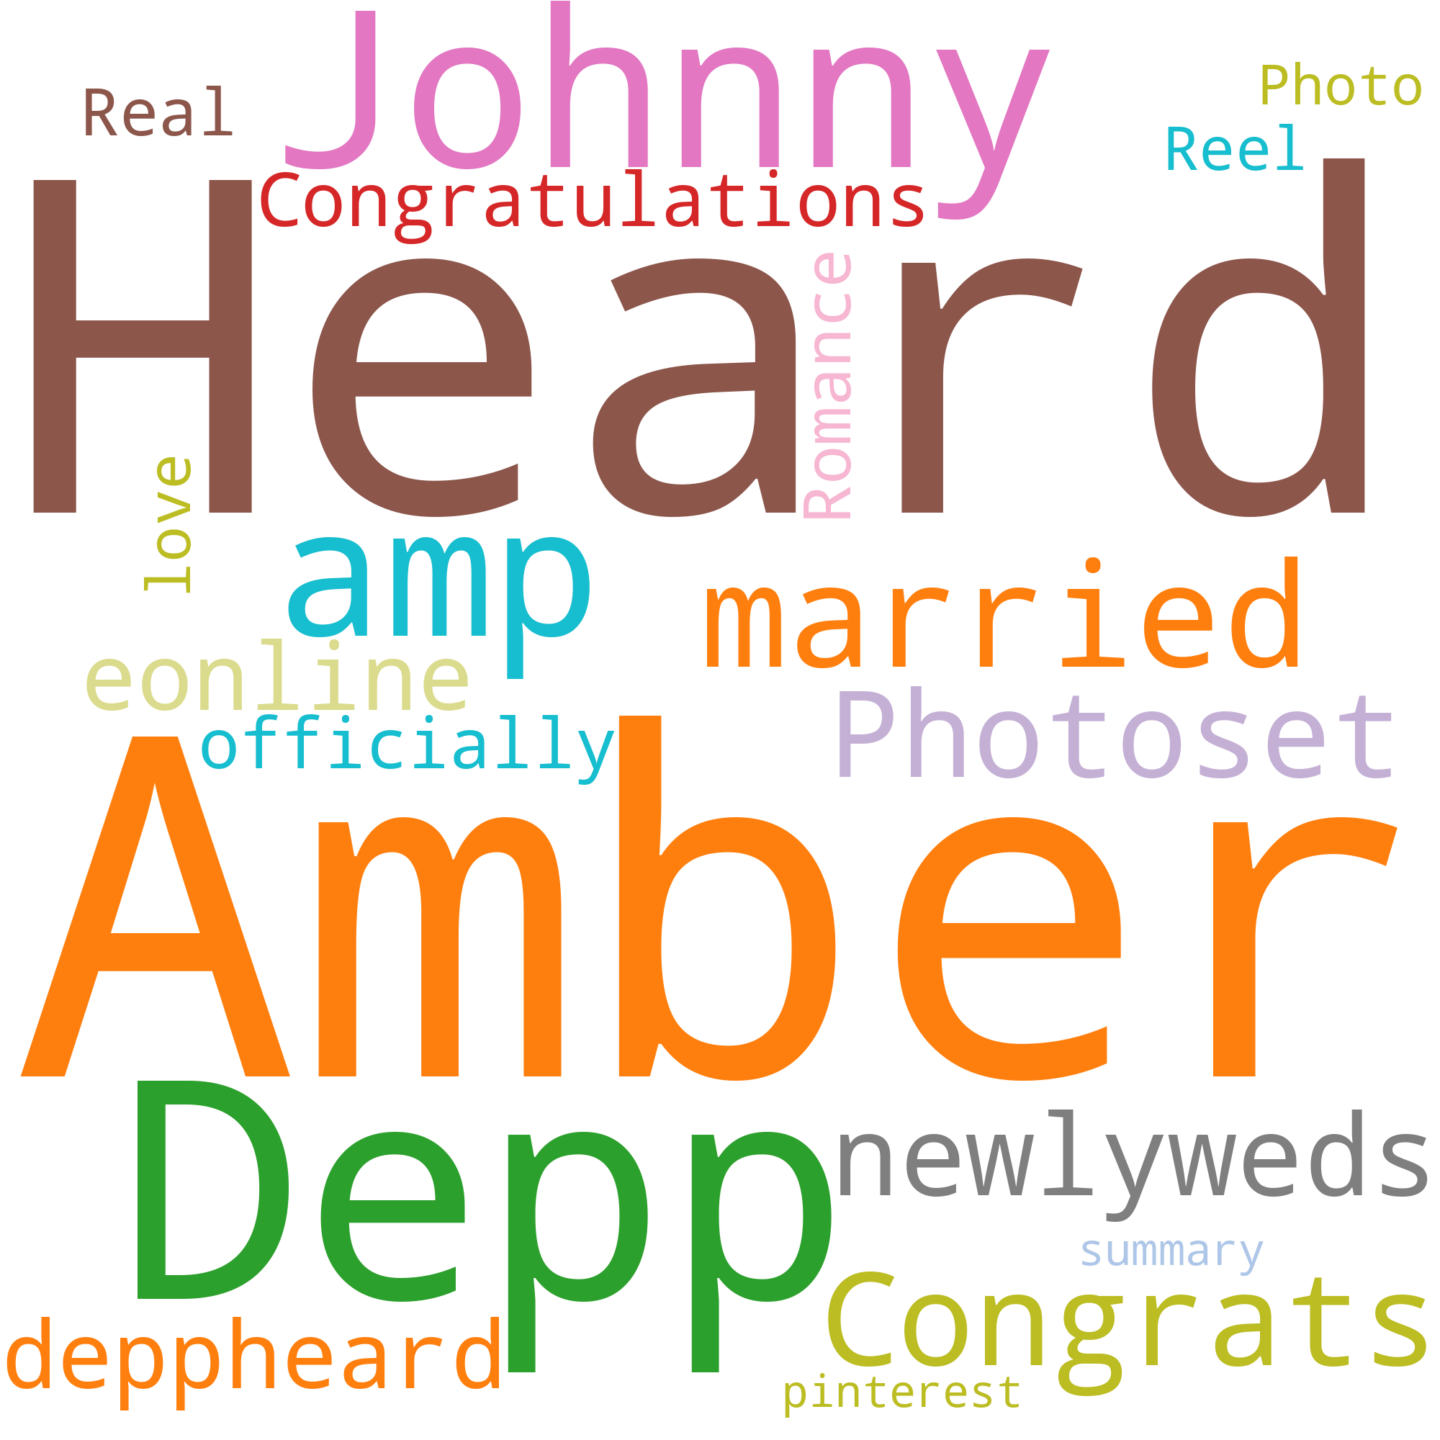 Johnny
Photo
Real
Reel
Congratulations
Heard
Romance
love
amp
married
eonline
Photoset
officially
Amber
Depp
newlyweds
summary
Congrats
deppheard
pinterest